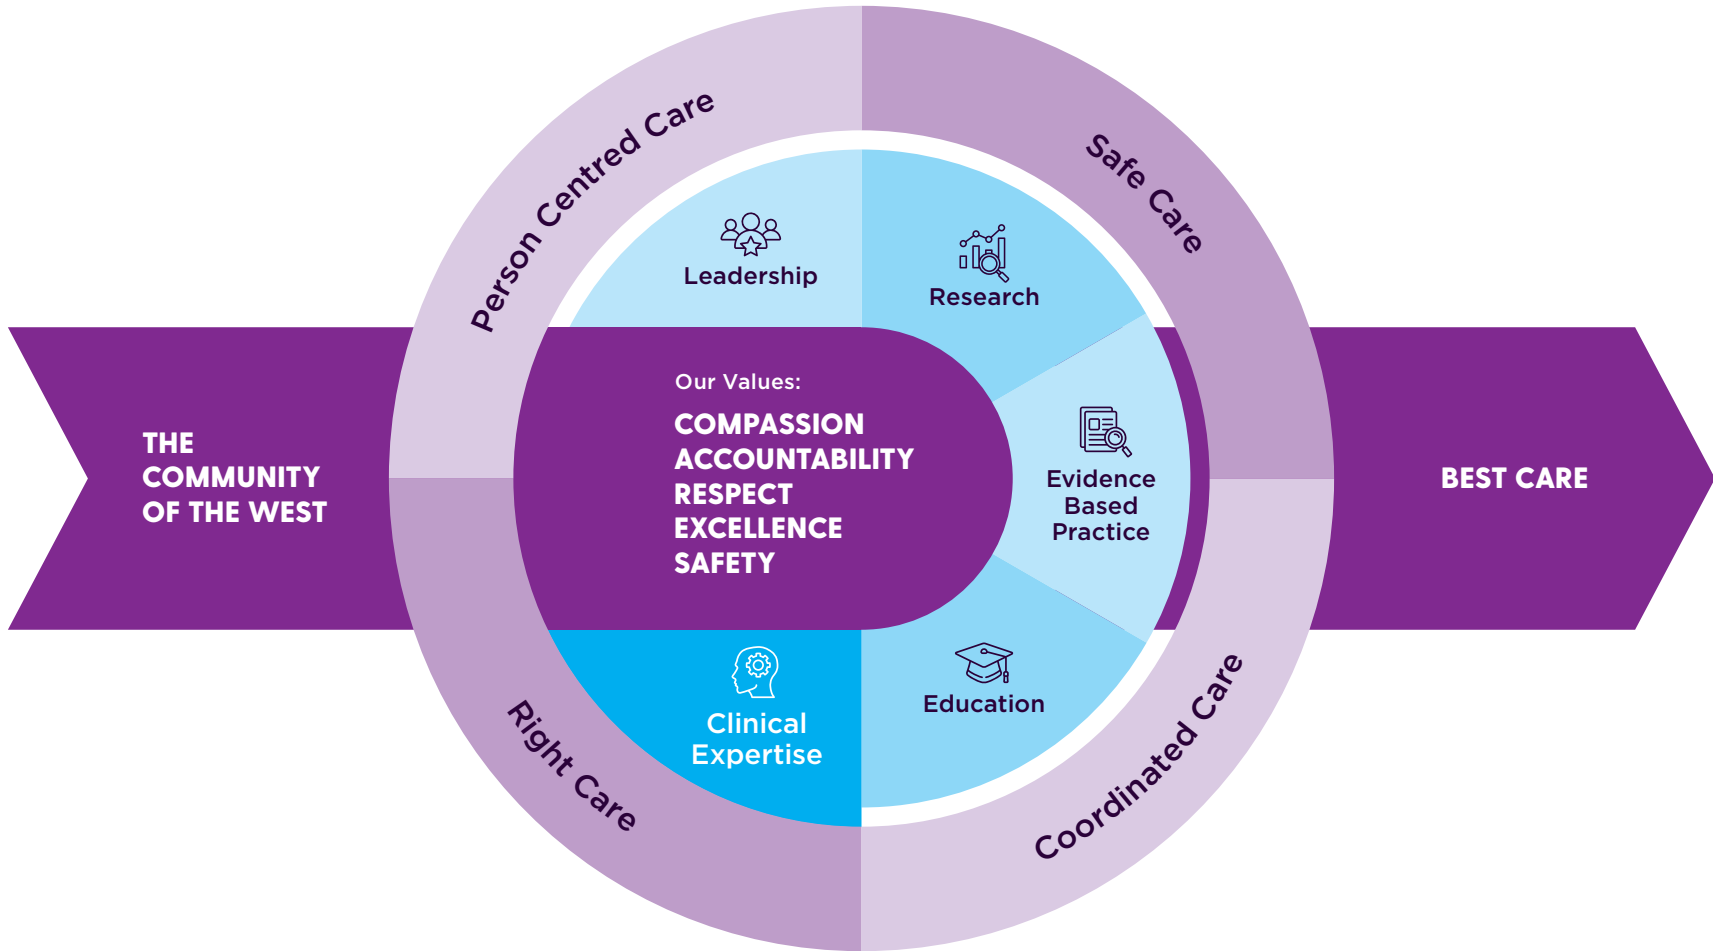 Person Centred Care
Safe Care
Leadership
Research
THE
COMMUNITY
OF THE WEST
Our Values:
COMPASSION
ACCOUNTABILITY
RESPECT
EXCELLENCE
SAFETY
Evidence
Based
Practice
BEST CARE
Clinical
Expertise
Education
Right Care
Coordinated Care